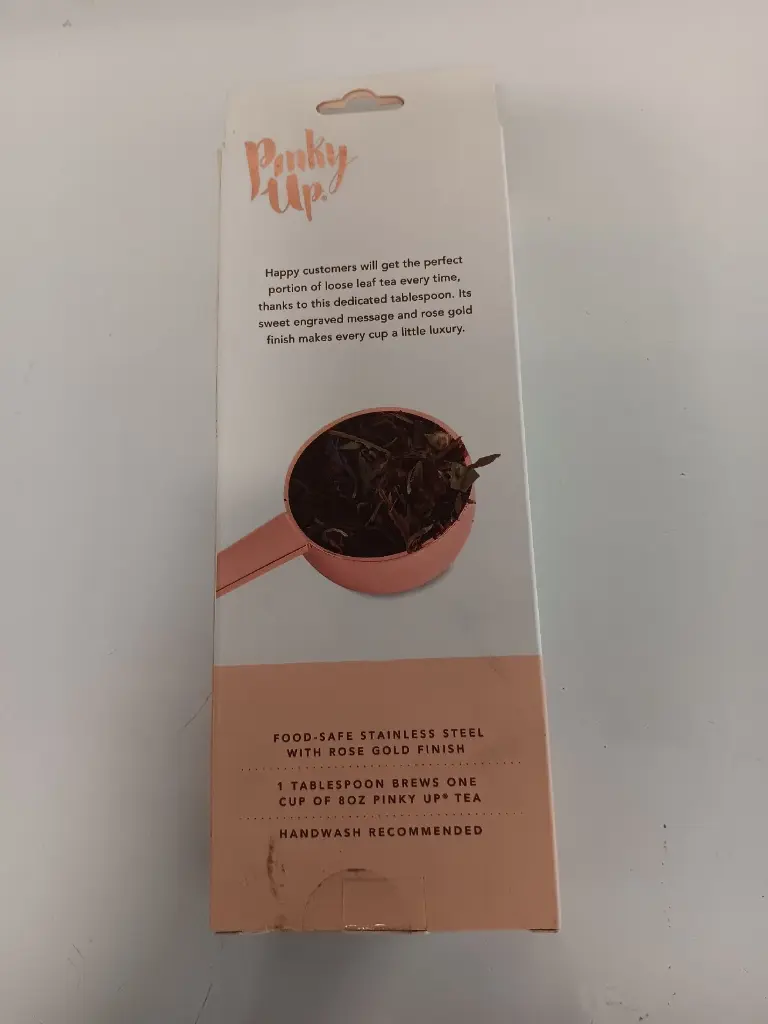 Pinky
Up®
Happy customers will get the perfect
portion of loose leaf tea every time,
thanks to this dedicated tablespoon. Its
sweet engraved message and rose gold
finish makes every cup a little luxury.
FOOD-SAFE STAINLESS STEEL
WITH ROSE GOLD FINISH
1 TABLESPOON BREWS ONE
CUP OF 8OZ PINKY UP® TEA
HANDWASH RECOMMENDED